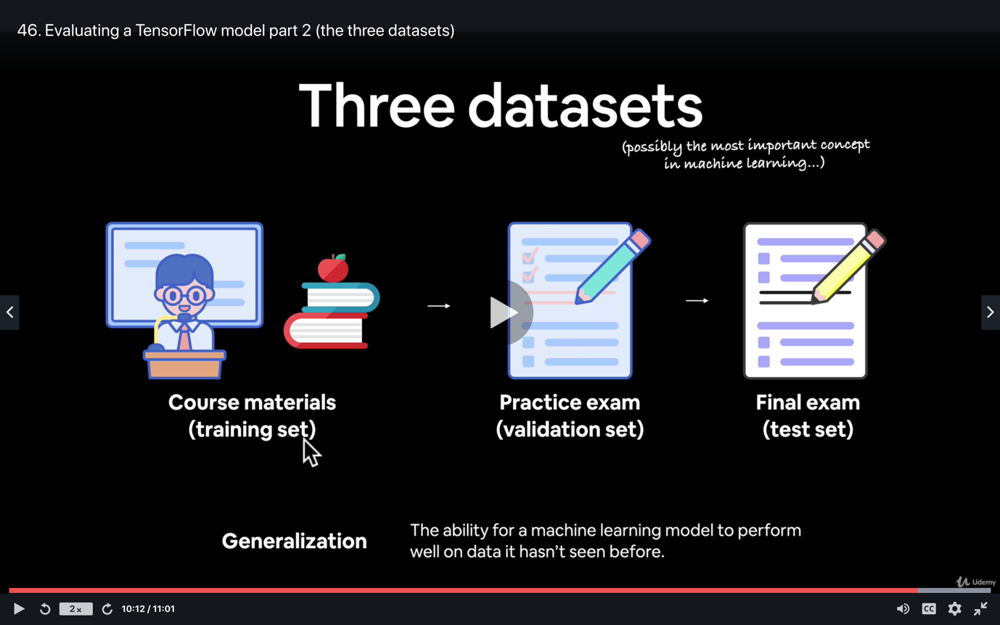 46. Evaluating a TensorFlow model part 2 (the three datasets)
Three datasets
(possibly the most important concept
in machine learning...)
Course materials
(training set)
Practice exam
(validation set)
Final exam
(test set)
Generalization
The ability for a machine learning model to perform
well on data it hasn't seen before.
Udemy
2x
10:12 / 11:01
CC